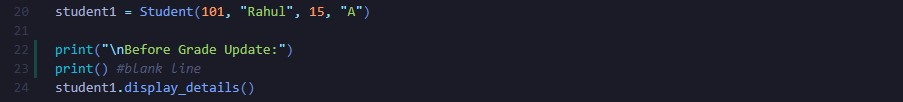 20 student1 = Student(101, "Rahul", 15, "A")
21
22 print("\nBefore Grade Update:")
23 print() #blank line
24 student1.display_details()